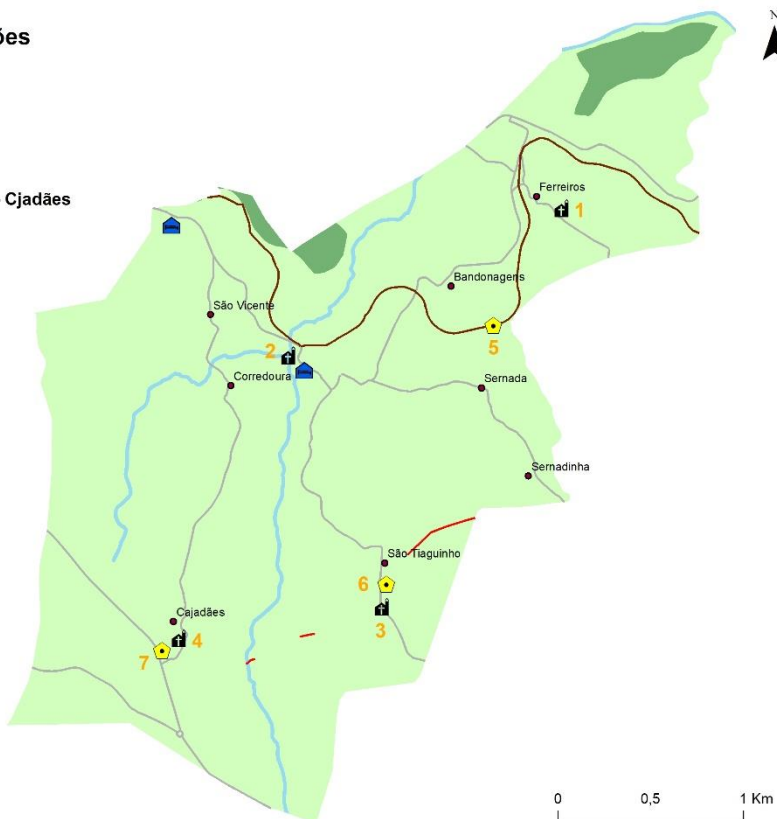 ões
N
Cjadães
Ferreiros
1
Bandonagens
São Vicente
5
2
Corredoura
Sernada
Sernadinha
São Tiaguinho
6
3
Cajadães
4
7
0 0,5 1 Km